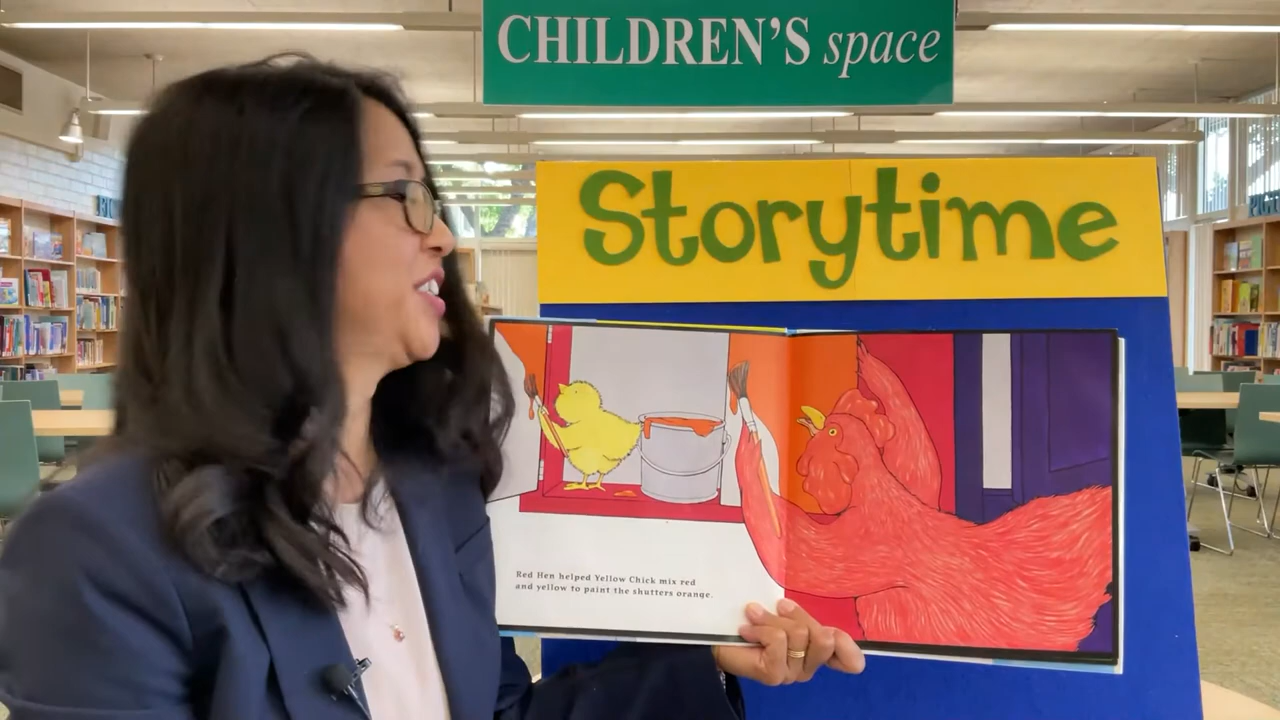 CHILDREN'S space
Storytime
Red Hen helped Yellow Chick mix red
and yellow to paint the shutters orange.